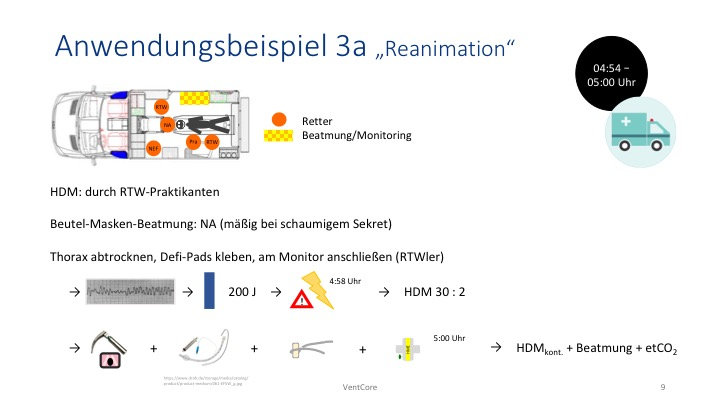 Anwendungsbeispiel 3a „Reanimation“
04:54 –
05:00 Uhr
RTW
NA
Pra
RTW
NEF
Retter
Beatmung/Monitoring
HDM: durch RTW-Praktikanten
Beutel-Masken-Beatmung: NA (mäßig bei schaumigem Sekret)
Thorax abtrocknen, Defi-Pads kleben, am Monitor anschließen (RTWler)
→ → 200 J → 4:58 Uhr → HDM 30 : 2
→ + + + 5:00 Uhr → HDMkont. + Beatmung + etCO2
VentCore
9